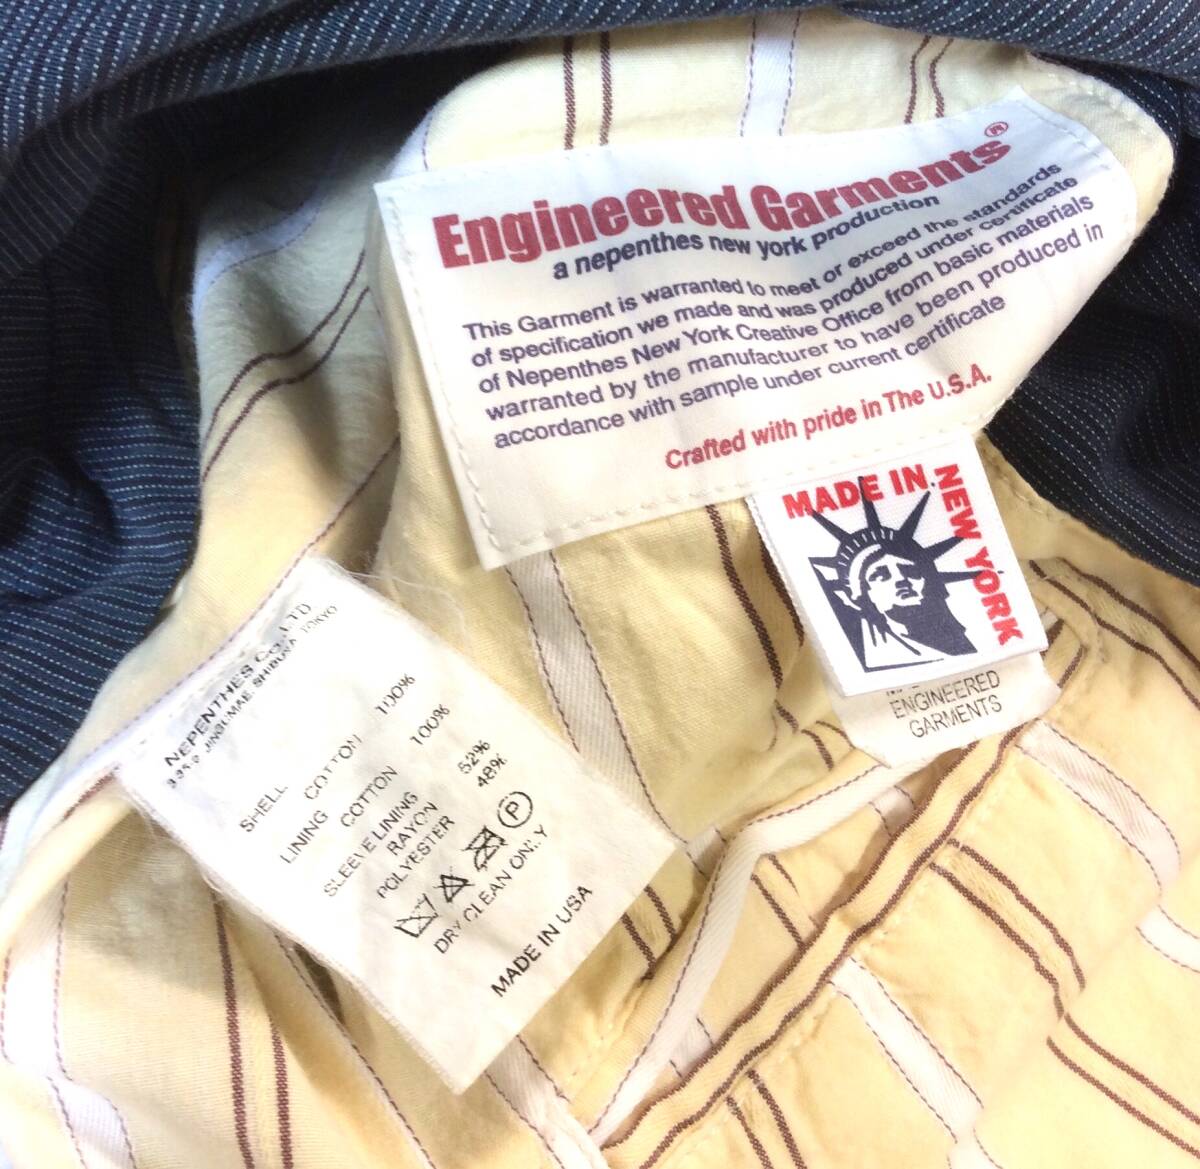 Engineered Garments®
a nepenthes new york production
This Garment is warranted to meet or exceed the standards
of specification we made and was produced under certificate
of Nepenthes New York Creative Office from basic materials
warranted by the manufacturer to have been produced in
accordance with sample under current certificate
Crafted with pride in The U.S.A.
MADE IN
NEW YORK
ENGINEERED
GARMENTS
NEPENTHES CO.,LTD
JINGUMAE SHIBUYA TOKYO
SHELL
COTTON 100%
LINING
COTTON 100%
SLEEVE LINING
RAYON 52%
POLYESTER 48%
P
DRY CLEAN ONLY
MADE IN USA